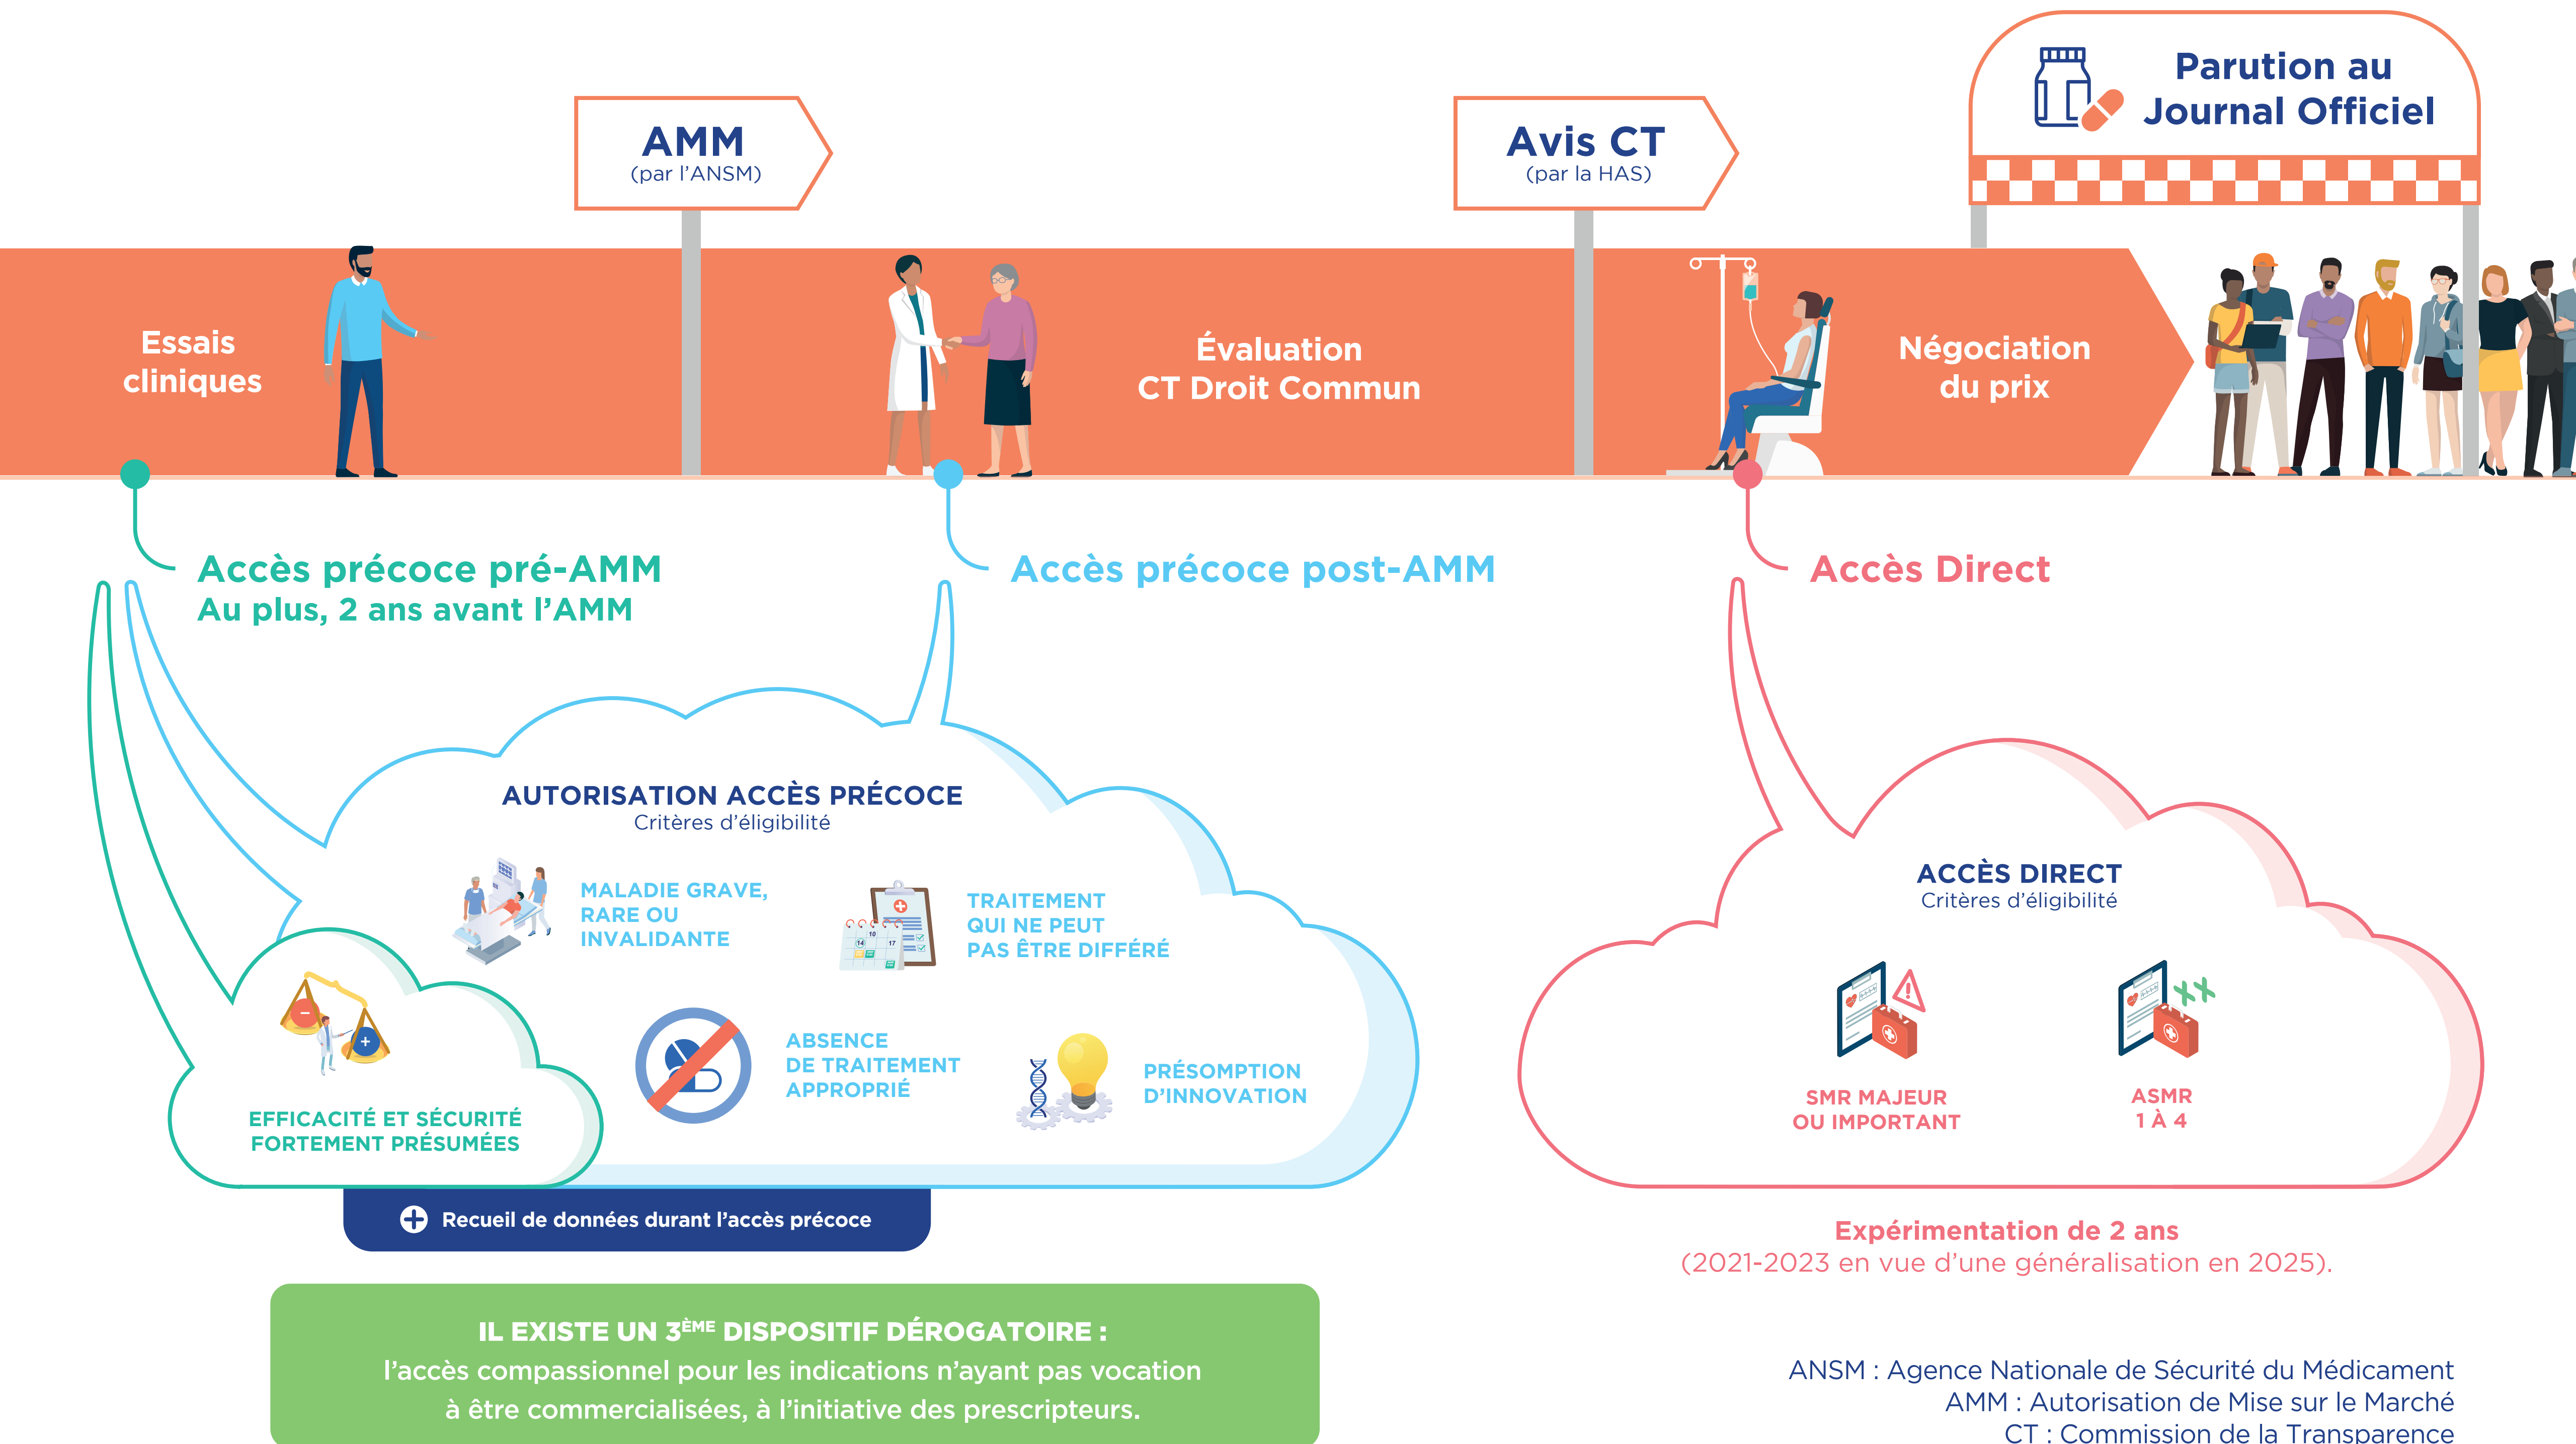 Parution au
Journal Officiel
AMM
(par l'ANSM)
Avis CT
(par la HAS)
Essais
cliniques
Évaluation
CT Droit Commun
Négociation
du prix
Accès précoce pré-AMM
Au plus, 2 ans avant l'AMM
Accès précoce post-AMM
Accès Direct
AUTORISATION ACCÈS PRÉCOCE
Critères d'éligibilité
MALADIE GRAVE,
RARE OU
INVALIDANTE
TRAITEMENT
QUI NE PEUT
PAS ÊTRE DIFFÉRÉ
10
14
17
ABSENCE
DE TRAITEMENT
APPROPRIÉ
PRÉSOMPTION
D'INNOVATION
EFFICACITÉ ET SÉCURITÉ
FORTEMENT PRÉSUMÉES
Recueil de données durant l'accès précoce
ACCÈS DIRECT
Critères d'éligibilité
SMR MAJEUR
OU IMPORTANT
ASMR
1 À 4
Expérimentation de 2 ans
(2021-2023 en vue d'une généralisation en 2025).
IL EXISTE UN 3ÈME DISPOSITIF DÉROGATOIRE :
l'accès compassionnel pour les indications n'ayant pas vocation
à être commercialisées, à l'initiative des prescripteurs.
ANSM : Agence Nationale de Sécurité du Médicament
AMM : Autorisation de Mise sur le Marché
CT : Commission de la Transparence